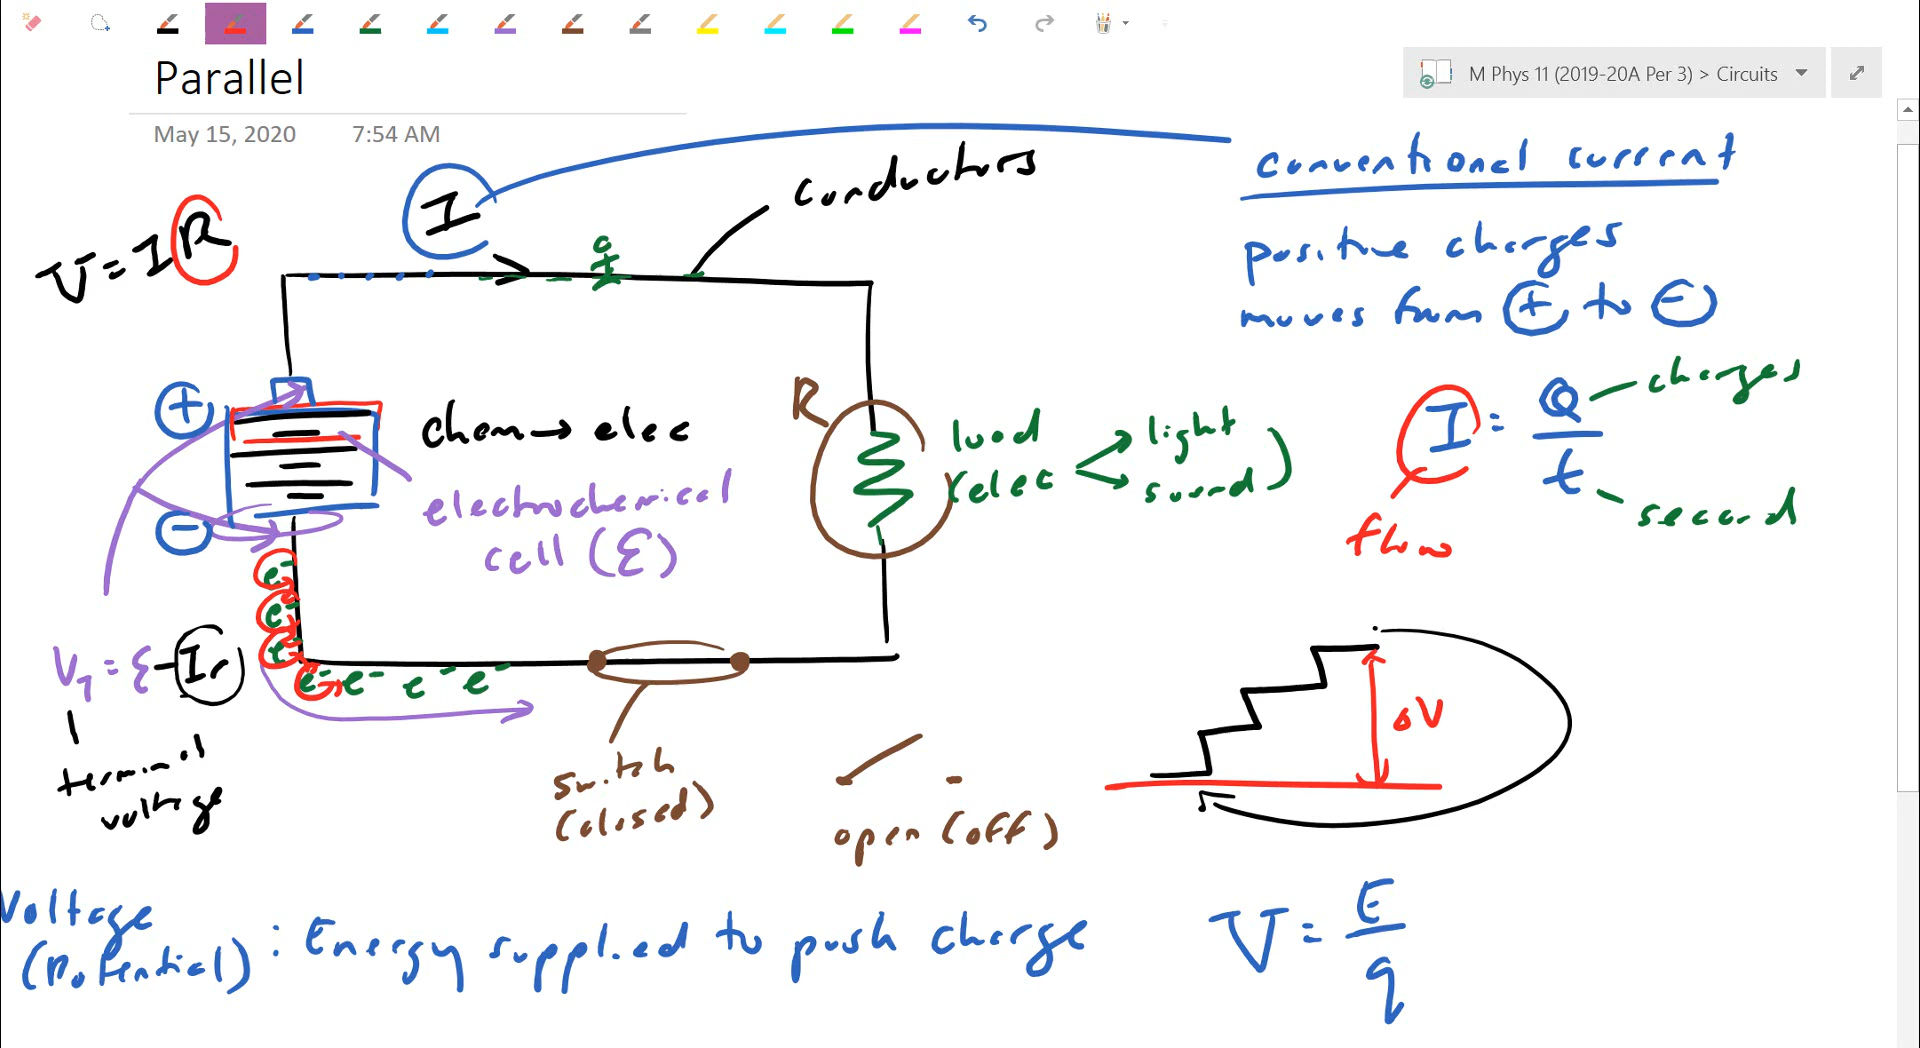 Parallel
M Phys 11 (2019-20A Per 3) > Circuits
May 15, 2020 7:54 AM
conventional current
I
conductors
V = IR
positive charges
moves from + to -
+
R
chem → elec
load
light
(elec
sound)
I = Q/t
charges
second
flow
electrochemical
cell (ℰ)
-
e-
e-
e-
e- e- e- e-
V_T = ℰ - Ir
terminal
voltage
ΔV
switch
(closed)
open (off)
Voltage
(Potential) : Energy supplied to push charge
V = E/q